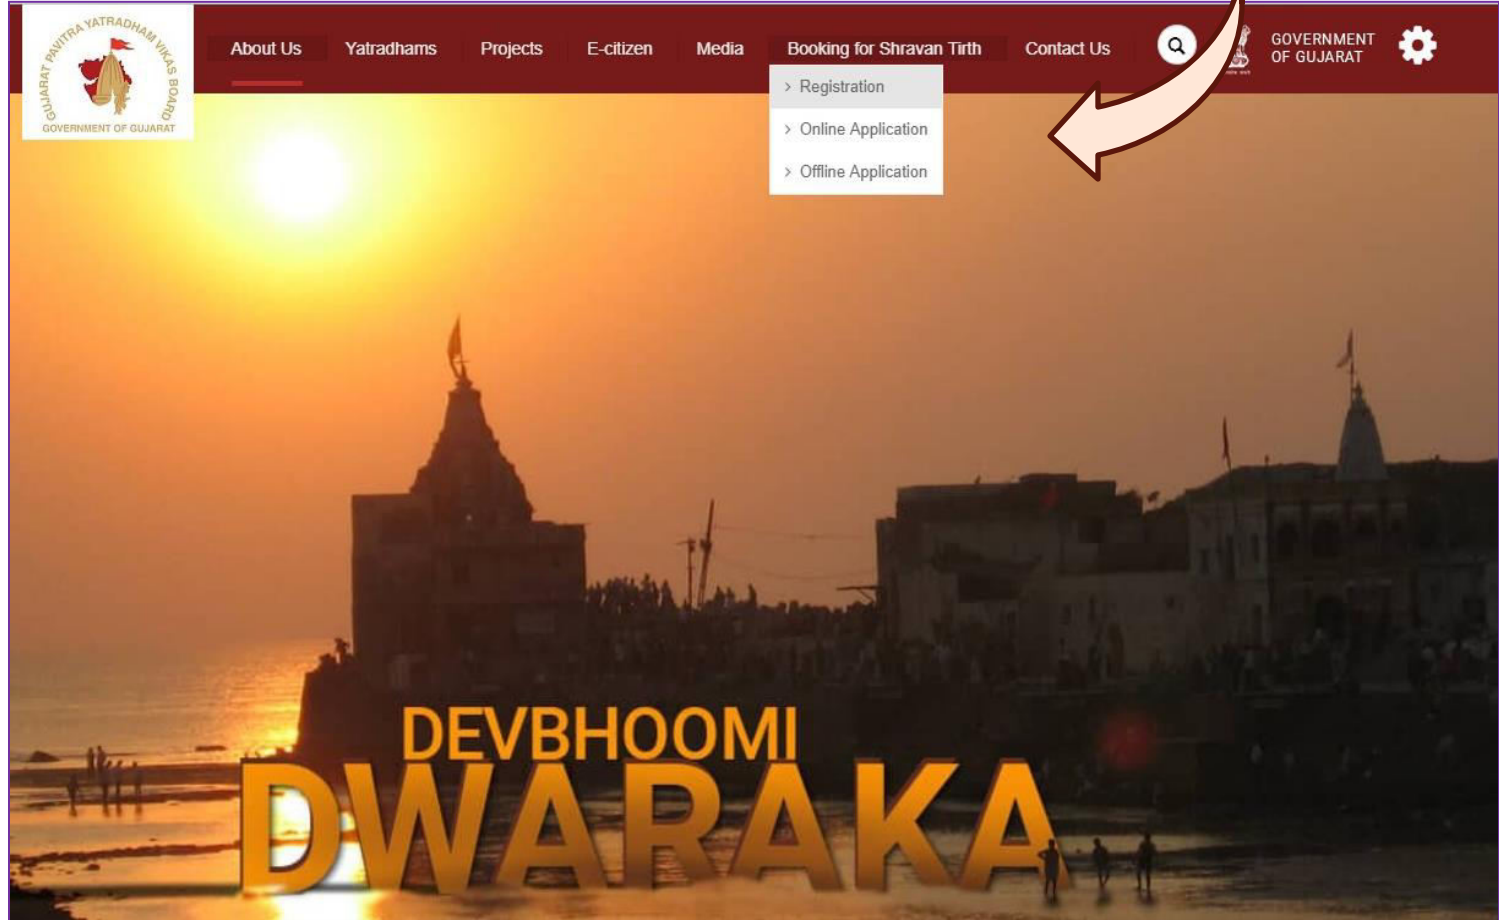 GUJARAT PAVITRA YATRADHAM VIKAS BOARD
GOVERNMENT OF GUJARAT
About Us
Yatradhams
Projects
E-citizen
Media
Booking for Shravan Tirth
Contact Us
GOVERNMENT
OF GUJARAT
> Registration
> Online Application
> Offline Application
DEVBHOOMI
DWARAKA